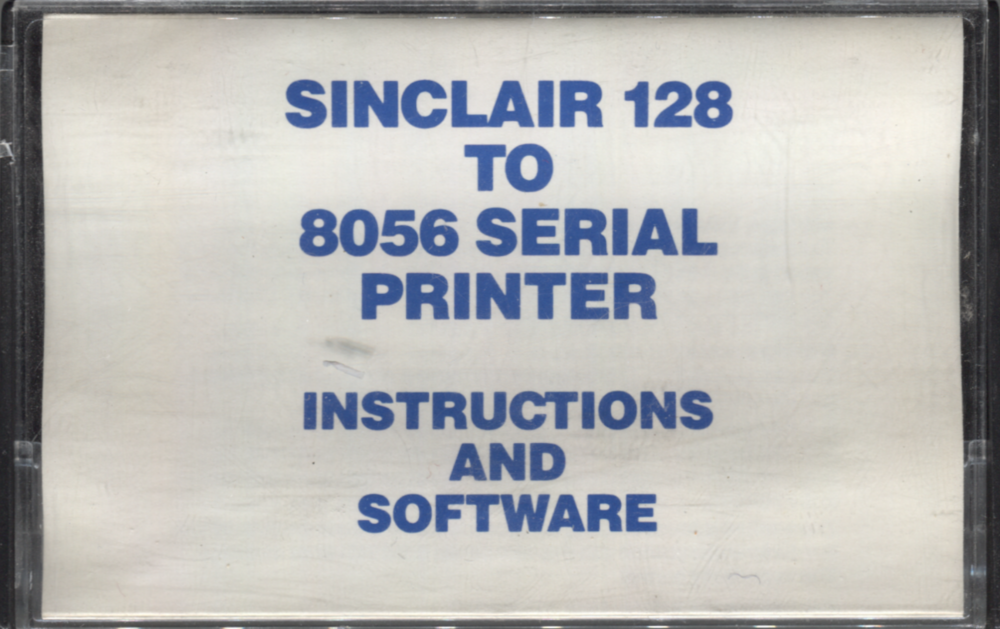 SINCLAIR 128
TO
8056 SERIAL
PRINTER
INSTRUCTIONS
AND
SOFTWARE